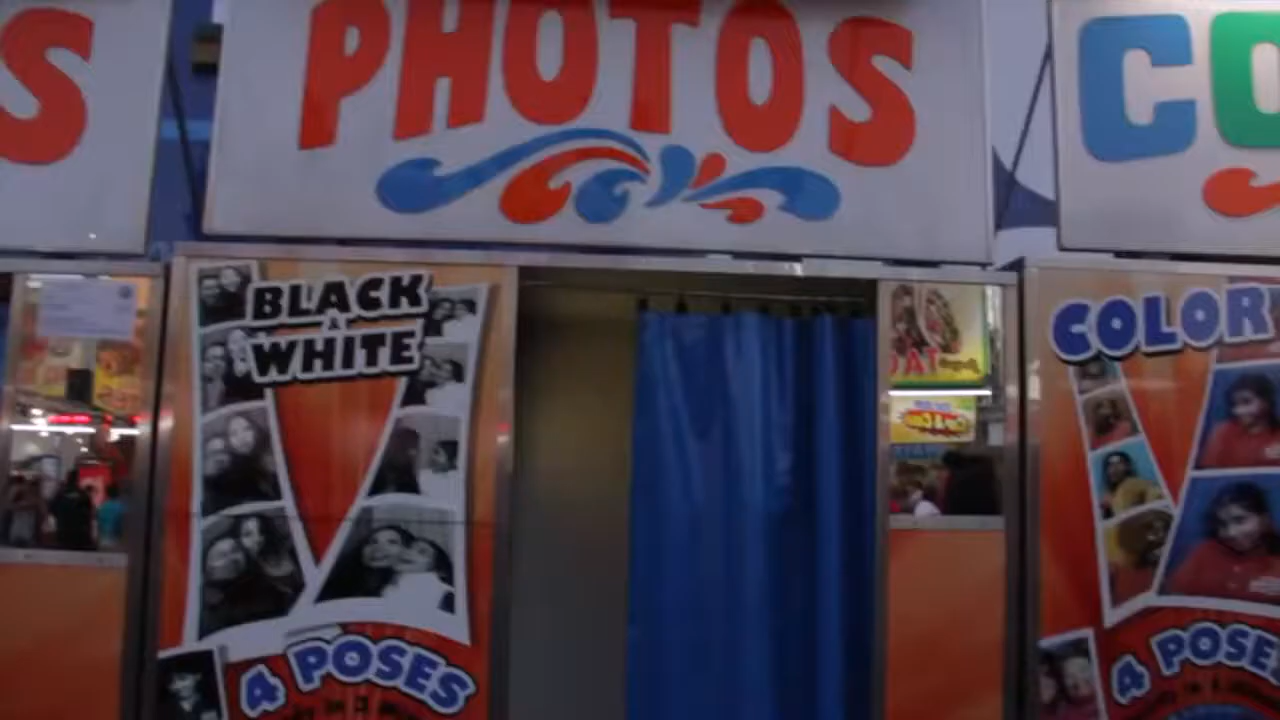 S
PHOTOS
CO
BLACK
&
WHITE
COLOR
4 POSES
4 POSES